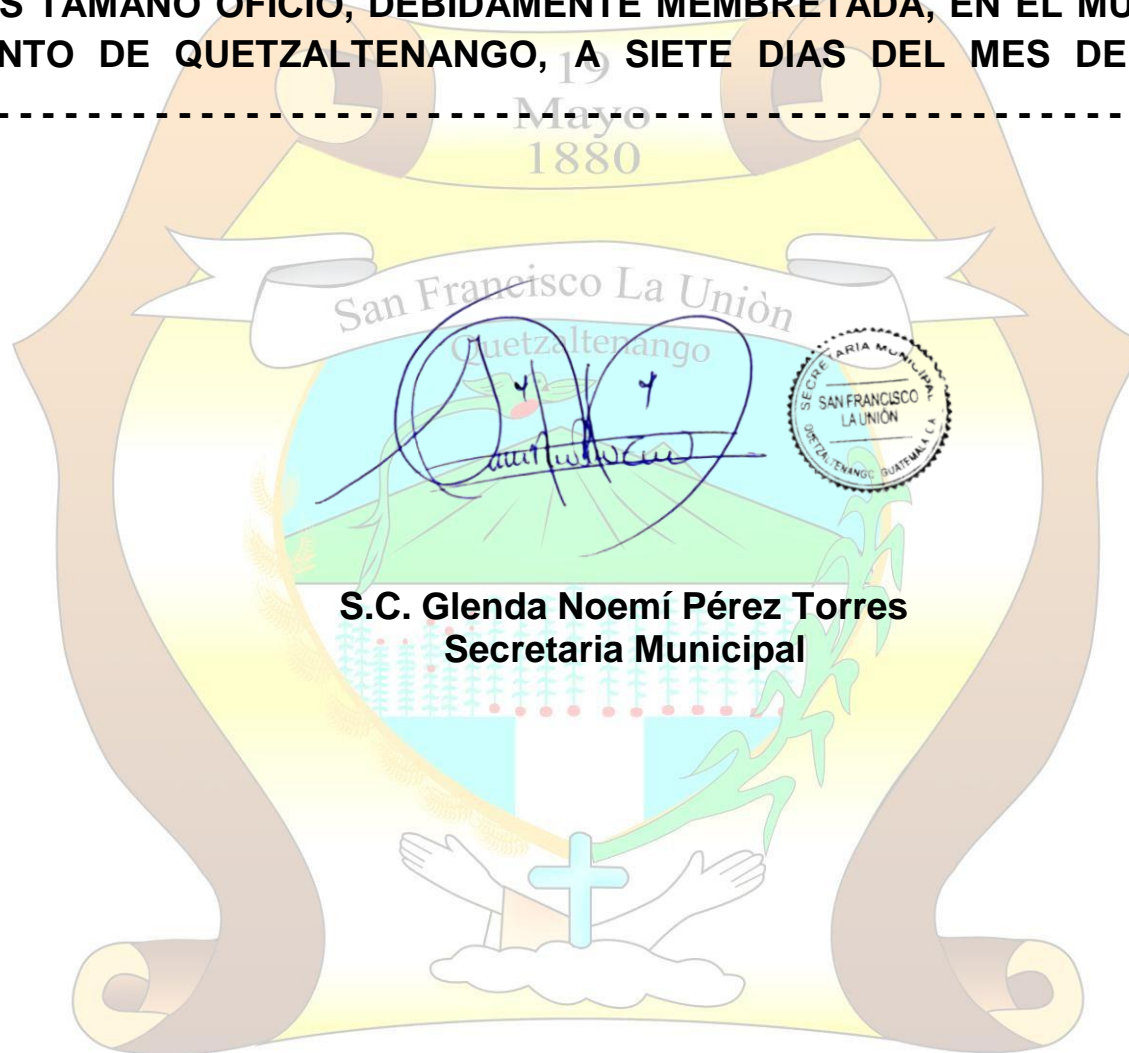 S TAMAÑO OFICIO, DEBIDAMENTE MEMBRETADA, EN EL MU
NTO DE QUETZALTENANGO, A SIETE DIAS DEL MES DE
- - - - - - - - - - - - - - - - - - - - - - - - - - - - - - - - - - - - - - - - - - - - - - - -
19
Mayo
1880
San Francisco La Uniòn
Quetzaltenango
SECRETARIA MUNICIPAL
SAN FRANCISCO
LA UNIÓN
QUETZALTENANGO GUATEMALA C.A.
S.C. Glenda Noemí Pérez Torres
Secretaria Municipal